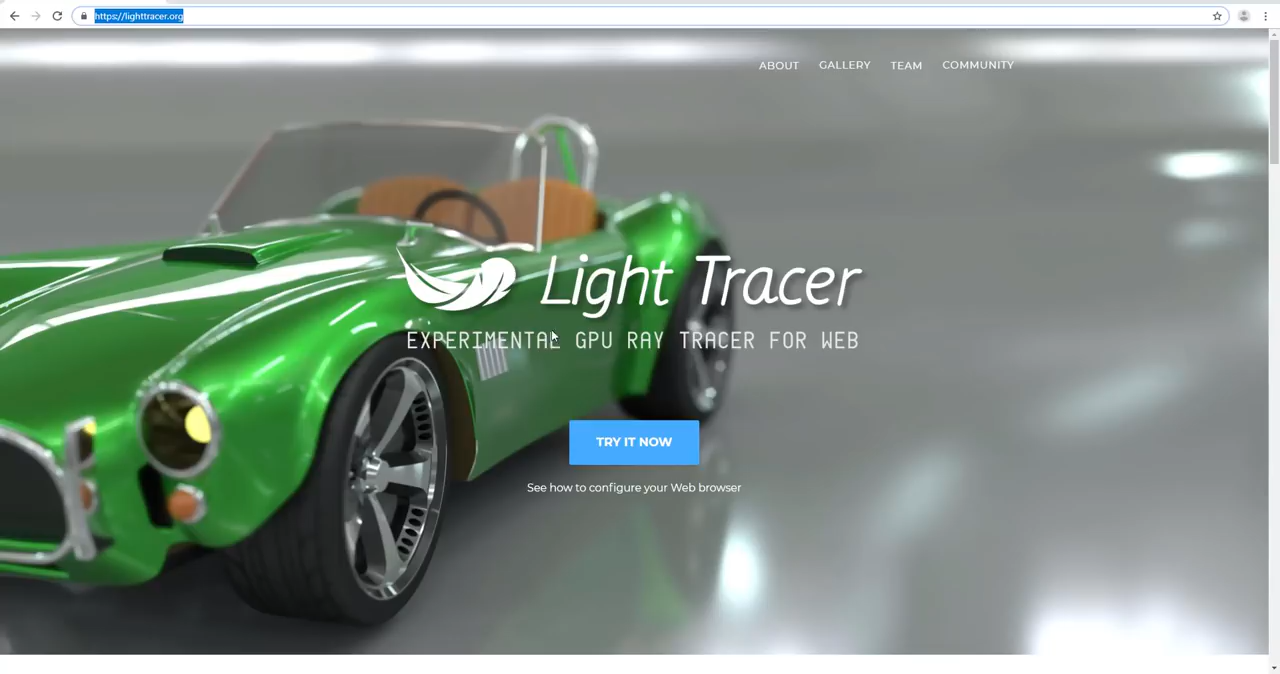 https://lighttracer.org
ABOUT GALLERY TEAM COMMUNITY
Light Tracer
EXPERIMENTAL GPU RAY TRACER FOR WEB
TRY IT NOW
See how to configure your Web browser